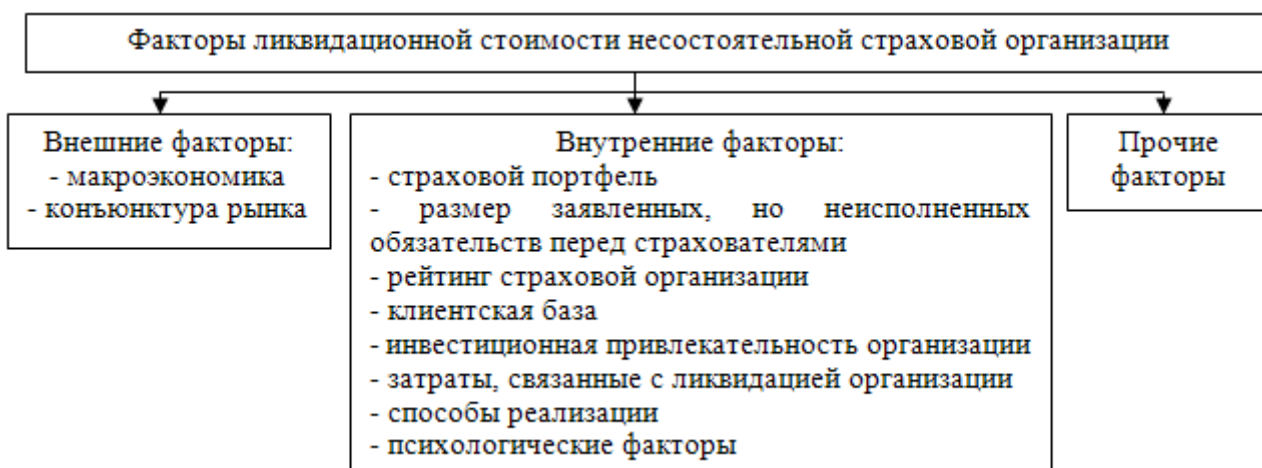 Факторы ликвидационной стоимости несостоятельной страховой организации
Внешние факторы:
- макроэкономика
- конъюнктура рынка
Внутренние факторы:
- страховой портфель
- размер заявленных, но неисполненных
обязательств перед страхователями
- рейтинг страховой организации
- клиентская база
- инвестиционная привлекательность организации
- затраты, связанные с ликвидацией организации
- способы реализации
- психологические факторы
Прочие
факторы